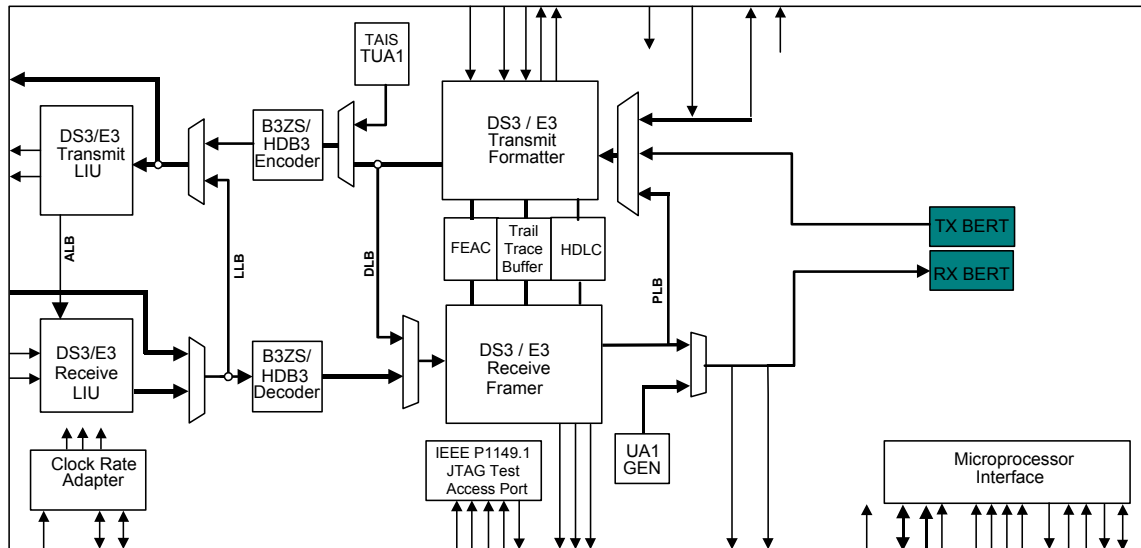 TAIS
TUA1
DS3/E3
Transmit
LIU
B3ZS/
HDB3
Encoder
DS3 / E3
Transmit
Formatter
TX BERT
RX BERT
ALB
LLB
DLB
FEAC
Trail
Trace
Buffer
HDLC
PLB
DS3/E3
Receive
LIU
B3ZS/
HDB3
Decoder
DS3 / E3
Receive
Framer
UA1
GEN
Clock Rate
Adapter
IEEE P1149.1
JTAG Test
Access Port
Microprocessor
Interface